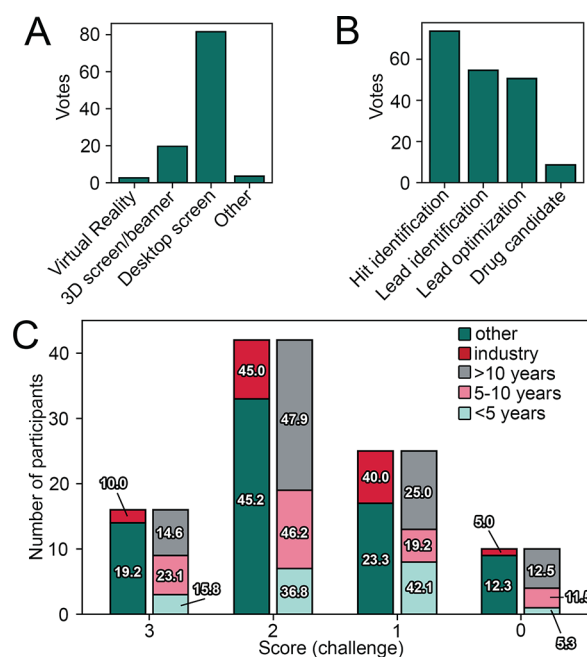 A
B
80
60
40
20
0
Votes
Virtual Reality
3D screen/beamer
Desktop screen
Other
60
40
20
0
Votes
Hit identification
Lead identification
Lead optimization
Drug candidate
C
other
industry
>10 years
5-10 years
<5 years
40
30
20
10
0
Number of participants
10.0
19.2
14.6
23.1
15.8
45.0
45.2
47.9
46.2
36.8
40.0
23.3
25.0
19.2
42.1
5.0
12.3
12.5
11.5
5.3
3
2
1
0
Score (challenge)